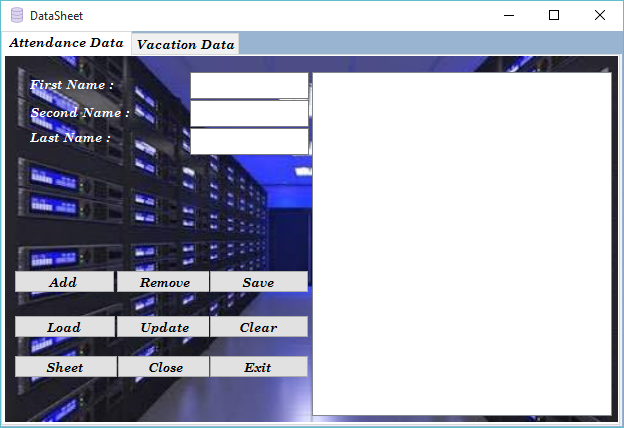 DataSheet
Attendance Data Vacation Data
First Name :
Second Name :
Last Name :
Add Remove Save
Load Update Clear
Sheet Close Exit